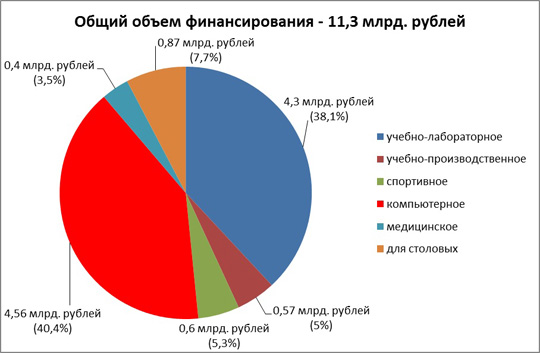 Общий объем финансирования - 11,3 млрд. рублей
0,87 млрд. рублей
(7,7%)
0,4 млрд. рублей
(3,5%)
4,3 млрд. рублей
(38,1%)
учебно-лабораторное
учебно-производственное
спортивное
компьютерное
медицинское
для столовых
4,56 млрд. рублей
(40,4%)
0,6 млрд. рублей
(5,3%)
0,57 млрд. рублей
(5%)